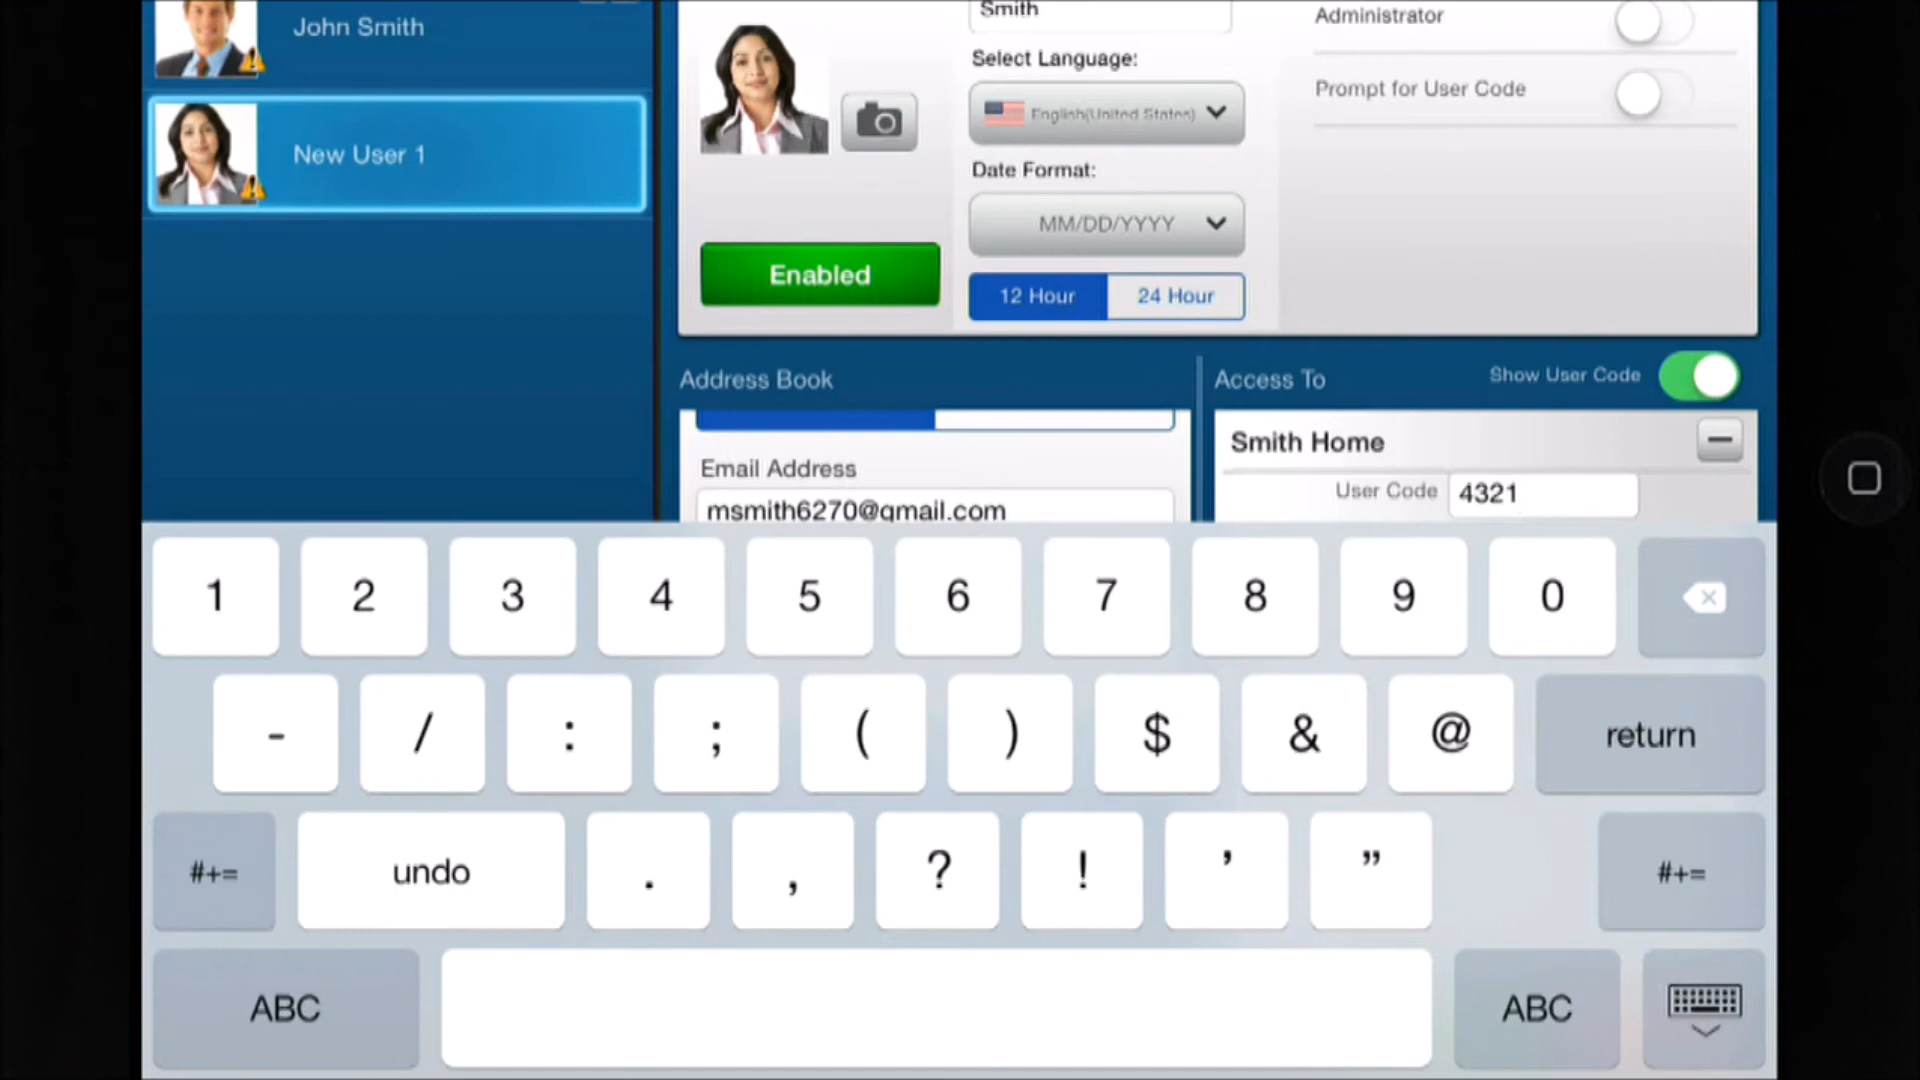 John Smith
New User 1
Smith
Select Language:
English(United States)
Date Format:
MM/DD/YYYY
12 Hour
24 Hour
Enabled
Administrator
Prompt for User Code
Address Book
Email Address
msmith6270@gmail.com
Access To
Show User Code
Smith Home
User Code
4321
1 2 3 4 5 6 7 8 9 0
- / : ; ( ) $ & @ return
#+= undo . , ? ! ’ ” #+=
ABC ABC